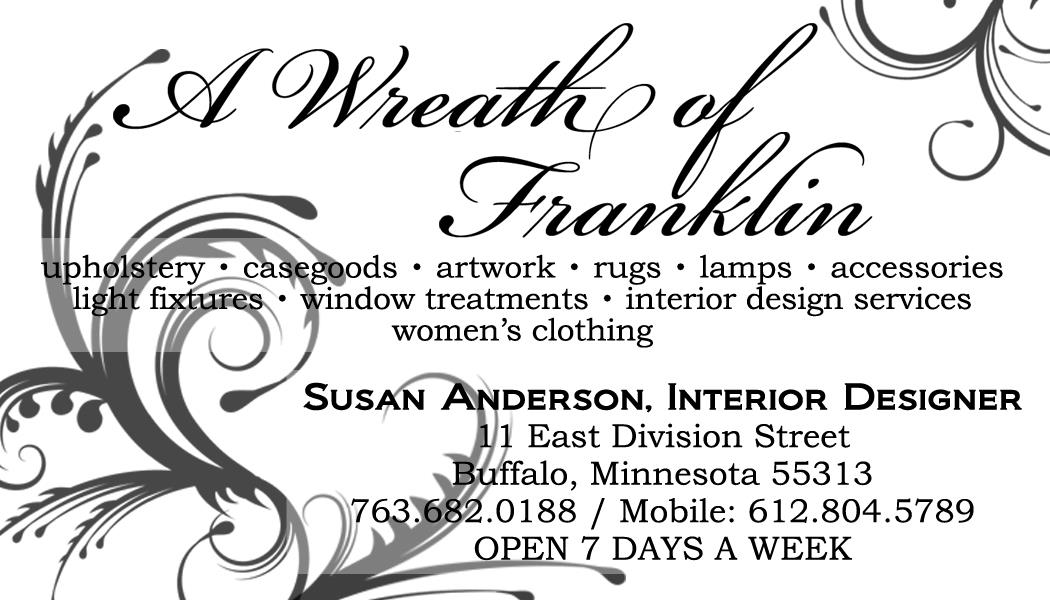 A Wreath of
Franklin
upholstery • casegoods • artwork • rugs • lamps • accessories
light fixtures • window treatments • interior design services
women’s clothing
Susan Anderson, Interior Designer
11 East Division Street
Buffalo, Minnesota 55313
763.682.0188 / Mobile: 612.804.5789
OPEN 7 DAYS A WEEK